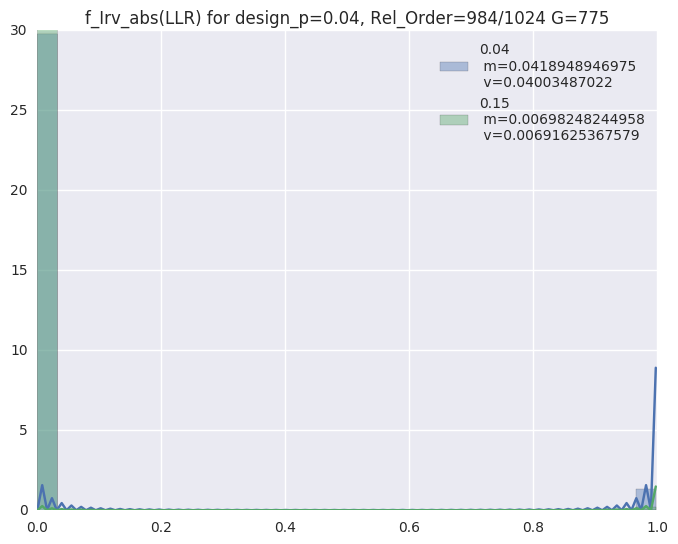 f_Irv_abs(LLR) for design_p=0.04, Rel_Order=984/1024 G=775
30
25
20
15
10
5
0
0.04
m=0.0418948946975
v=0.04003487022
0.15
m=0.00698248244958
v=0.00691625367579
0.0 0.2 0.4 0.6 0.8 1.0